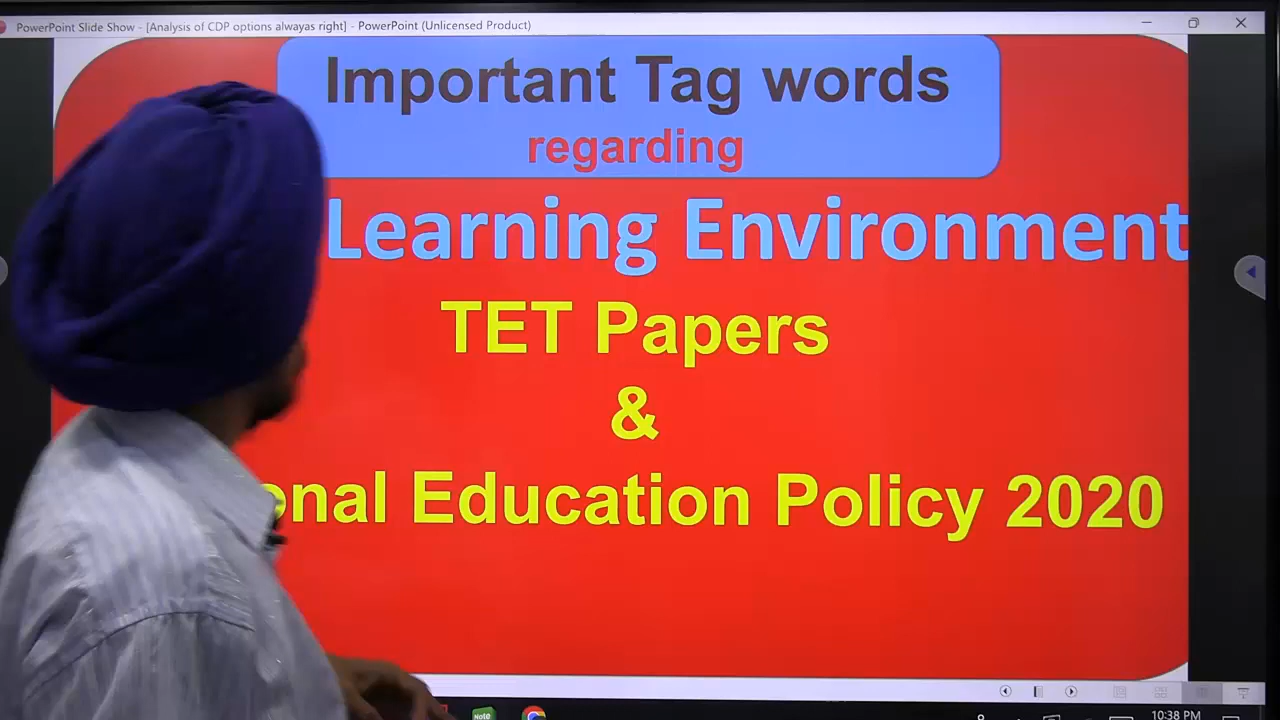 PowerPoint Slide Show - [Analysis of CDP options alwayas right] - PowerPoint (Unlicensed Product)
Important Tag words
regarding
Learning Environment
TET Papers
&
onal Education Policy 2020
Note
10:38 PM